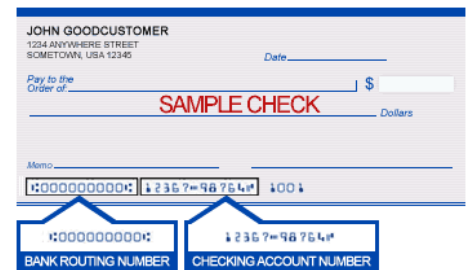 JOHN GOODCUSTOMER
1234 ANYWHERE STREET
SOMETOWN, USA 12345
Date
Pay to the
Order of:
$
SAMPLE CHECK
Dollars
Memo
⑆000000000⑆ 12367⑉98764⑈ 1001
⑆000000000⑆ 12367⑉98764⑈
BANK ROUTING NUMBER CHECKING ACCOUNT NUMBER